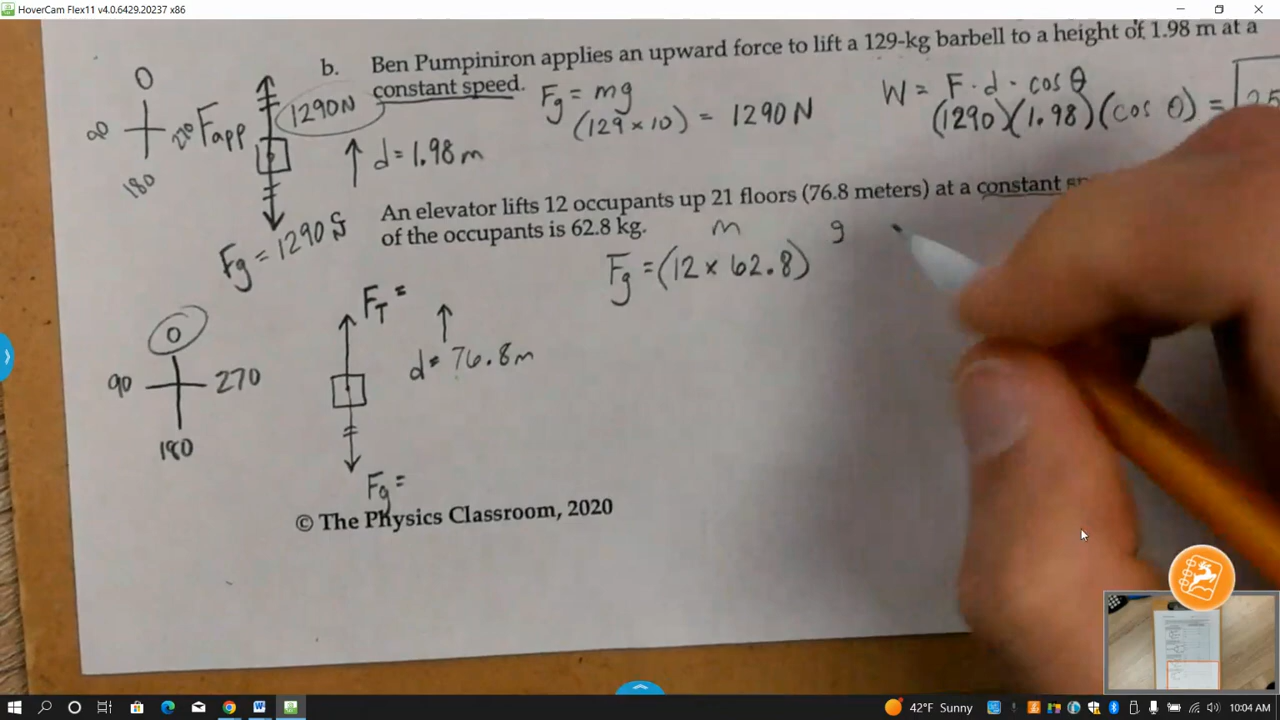 HoverCam Flex11 v4.0.6429.20237 x86
b. Ben Pumpiniron applies an upward force to lift a 129-kg barbell to a height of 1.98 m at a
constant speed.
0
90
270
180
Fapp
1290N
Fg = mg
(129 x 10) = 1290 N
W = F · d · cos θ
(1290)(1.98)(cos θ) =
d = 1.98 m
Fg = 1290
An elevator lifts 12 occupants up 21 floors (76.8 meters) at a constant
of the occupants is 62.8 kg.
m
g
Fg = (12 x 62.8)
0
90
270
180
FT =
d = 76.8 m
Fg =
© The Physics Classroom, 2020
42°F Sunny
10:04 AM